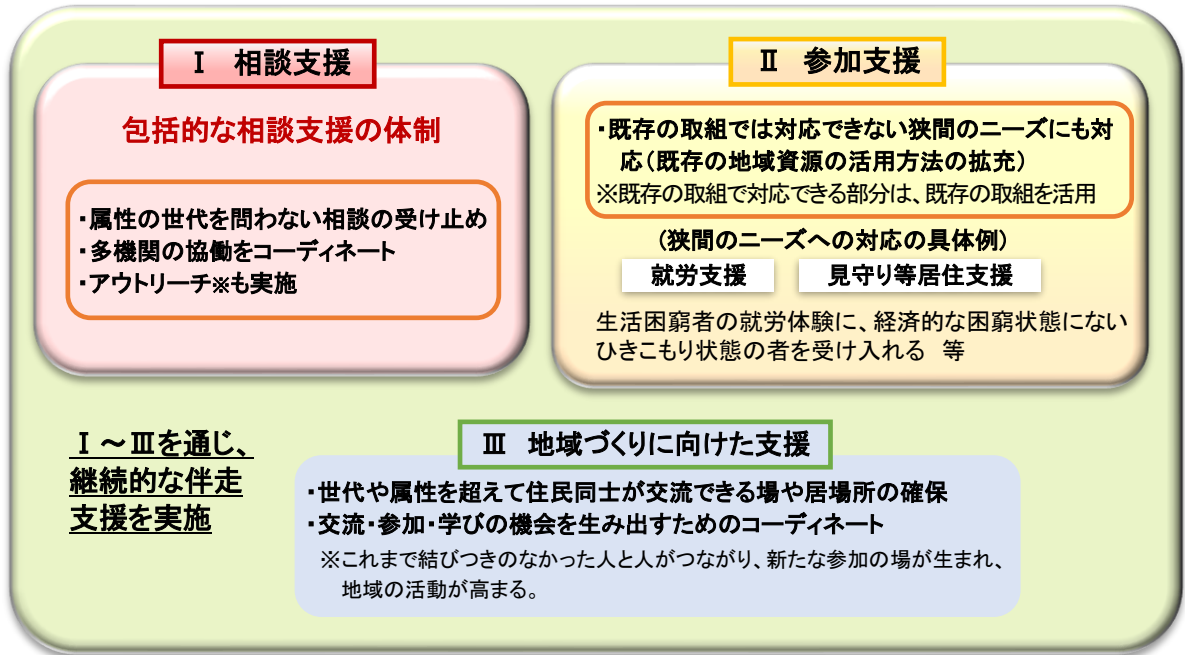 Ⅰ 相談支援
包括的な相談支援の体制
・属性の世代を問わない相談の受け止め
・多機関の協働をコーディネート
・アウトリーチ※も実施
Ⅱ 参加支援
・既存の取組では対応できない狭間のニーズにも対
応(既存の地域資源の活用方法の拡充)
※既存の取組で対応できる部分は、既存の取組を活用
(狭間のニーズへの対応の具体例)
就労支援 見守り等居住支援
生活困窮者の就労体験に、経済的な困窮状態にない
ひきこもり状態の者を受け入れる 等
Ⅰ~Ⅲを通じ、
継続的な伴走
支援を実施
Ⅲ 地域づくりに向けた支援
・世代や属性を超えて住民同士が交流できる場や居場所の確保
・交流・参加・学びの機会を生み出すためのコーディネート
※これまで結びつきのなかった人と人がつながり、新たな参加の場が生まれ、
地域の活動が高まる。